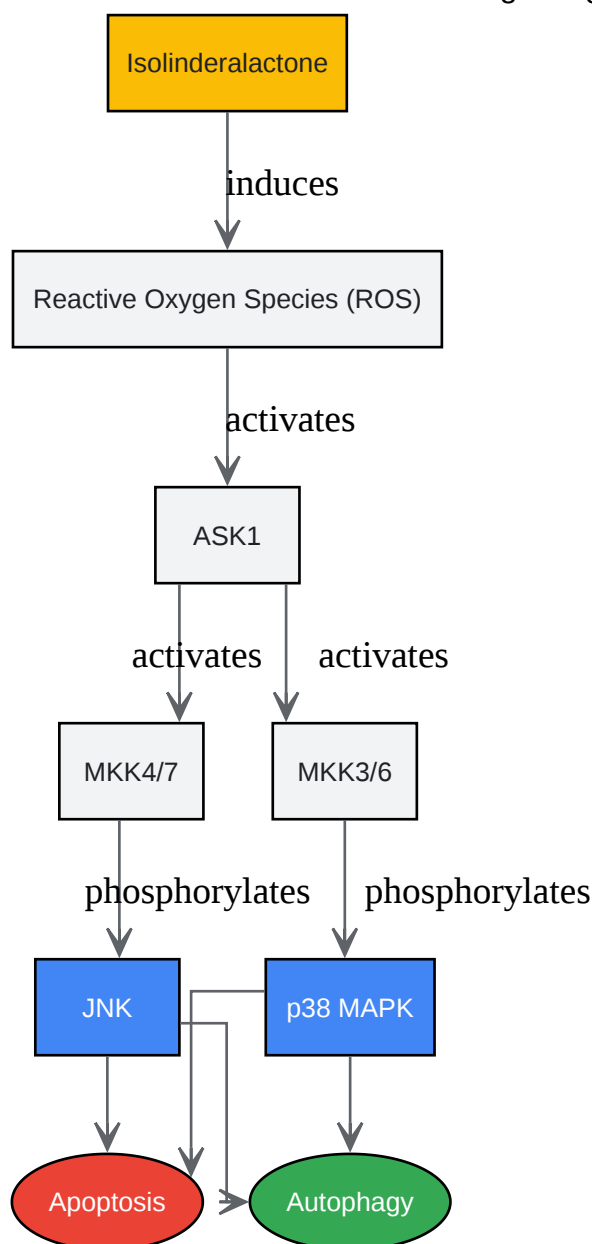 Isolinderalactone
induces
Reactive Oxygen Species (ROS)
activates
ASK1
activates activates
MKK4/7 MKK3/6
phosphorylates phosphorylates
JNK p38 MAPK
Apoptosis Autophagy